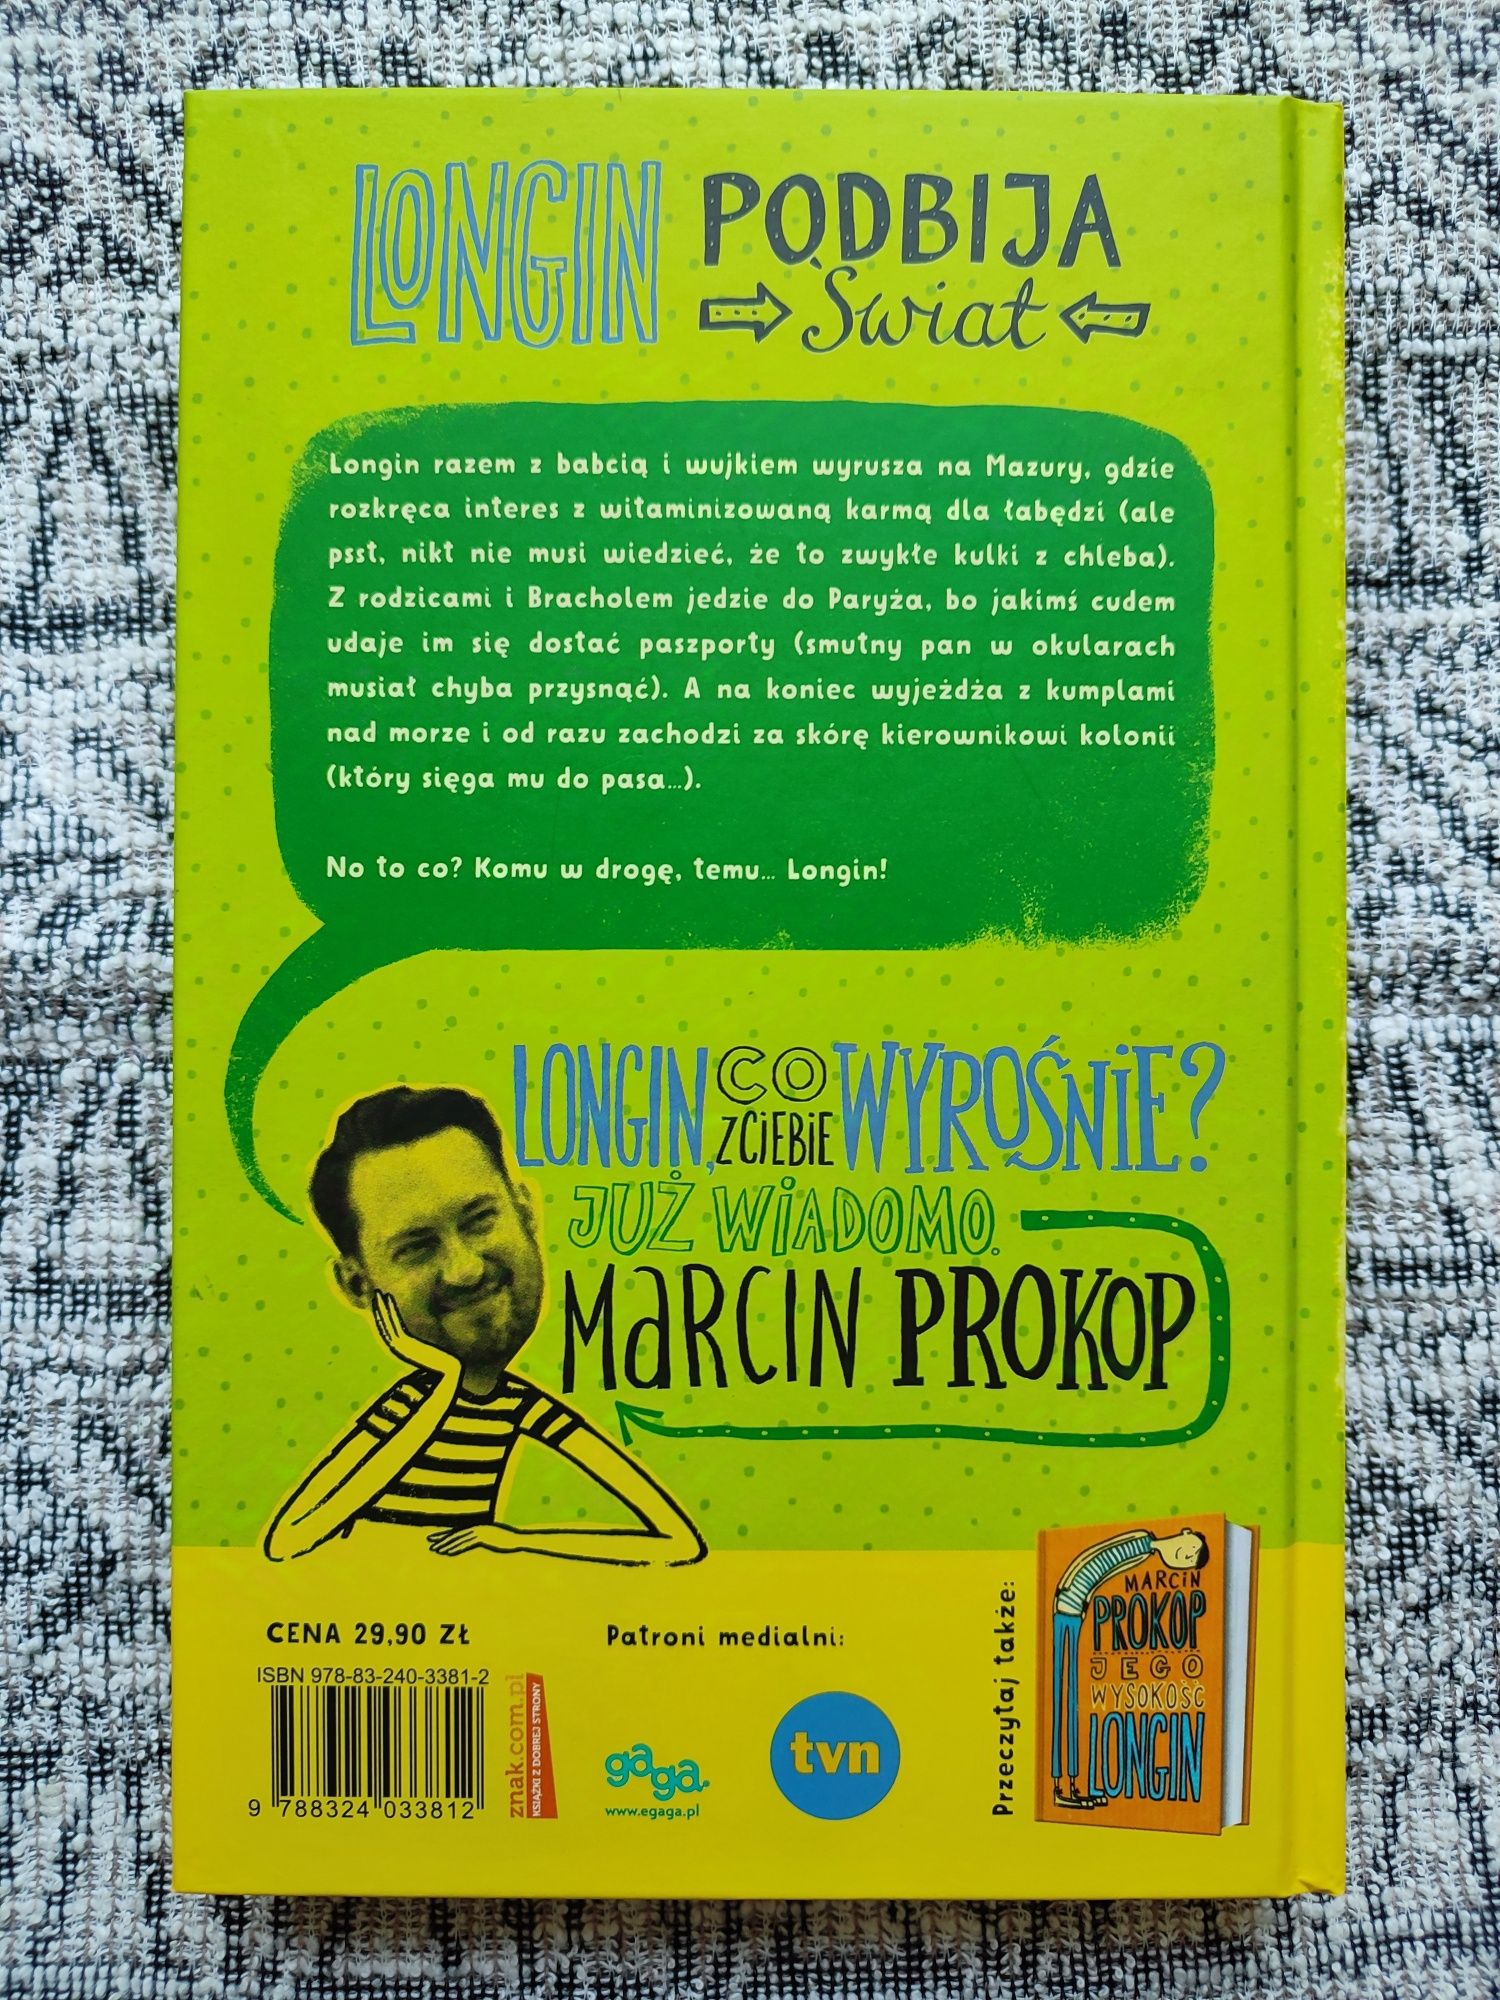 LONGIN PODBIJA
Świat
Longin razem z babcią i wujkiem wyrusza na Mazury, gdzie
rozkręca interes z witaminizowaną karmą dla łabędzi (ale
psst, nikt nie musi wiedzieć, że to zwykłe kulki z chleba).
Z rodzicami i Bracholem jedzie do Paryża, bo jakimś cudem
udaje im się dostać paszporty (smutny pan w okularach
musiał chyba przysnąć). A na koniec wyjeżdża z kumplami
nad morze i od razu zachodzi za skórę kierownikowi kolonii
(który sięga mu do pasa...).
No to co? Komu w drogę, temu... Longin!
LONGIN, CO Z CIEBIE WYROŚNIE?
JUŻ WIADOMO.
MARCIN PROKOP
CENA 29,90 ZŁ
ISBN 978-83-240-3381-2
9 788324 033812
znak.com.pl
KSIĄŻKI Z DOBREJ STRONY
Patroni medialni:
gaga.
www.egaga.pl
tvn
Przeczytaj także:
MARCIN
PROKOP
JEGO
WYSOKOŚĆ
LONGIN